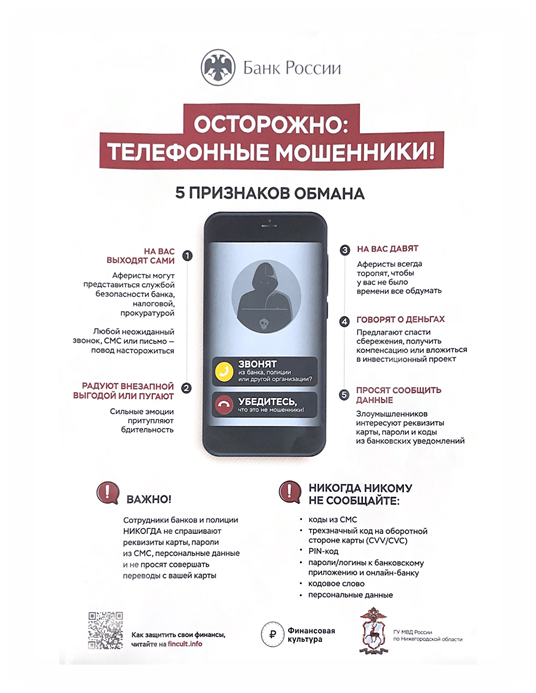 Банк России
ОСТОРОЖНО:
ТЕЛЕФОННЫЕ МОШЕННИКИ!
5 ПРИЗНАКОВ ОБМАНА
1
НА ВАС
ВЫХОДЯТ САМИ
Аферисты могут
представиться службой
безопасности банка,
налоговой,
прокуратурой
Любой неожиданный
звонок, СМС или письмо –
повод насторожиться
2
РАДУЮТ ВНЕЗАПНОЙ
ВЫГОДОЙ ИЛИ ПУГАЮТ
Сильные эмоции
притупляют
бдительность
ЗВОНЯТ
из банка, полиции
или другой организации?
УБЕДИТЕСЬ,
что это не мошенники!
3
НА ВАС ДАВЯТ
Аферисты всегда
торопят, чтобы
у вас не было
времени все обдумать
4
ГОВОРЯТ О ДЕНЬГАХ
Предлагают спасти
сбережения, получить
компенсацию или вложиться
в инвестиционный проект
5
ПРОСЯТ СООБЩИТЬ
ДАННЫЕ
Злоумышленников
интересуют реквизиты
карты, пароли и коды
из банковских уведомлений
! ВАЖНО!
Сотрудники банков и полиции
НИКОГДА не спрашивают
реквизиты карты, пароли
из СМС, персональные данные
и не просят совершать
переводы с вашей карты
! НИКОГДА НИКОМУ
НЕ СООБЩАЙТЕ:
• коды из СМС
• трехзначный код на оборотной
стороне карты (CVV/CVC)
• PIN-код
• пароли/логины к банковскому
приложению и онлайн-банку
• кодовое слово
• персональные данные
Как защитить свои финансы,
читайте на fincult.info
₽
Финансовая
культура
ГУ МВД России
по Нижегородской области